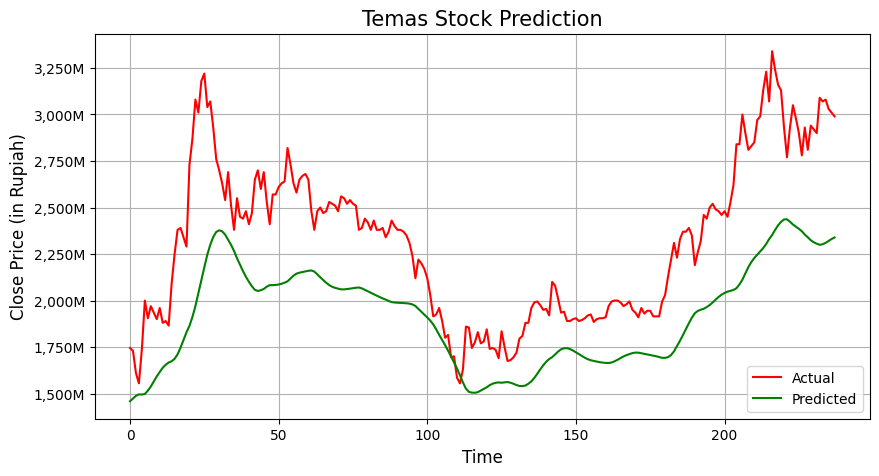 Temas Stock Prediction
Close Price (in Rupiah)
3,250M
3,000M
2,750M
2,500M
2,250M
2,000M
1,750M
1,500M
0
50
100
150
200
Time
Actual
Predicted